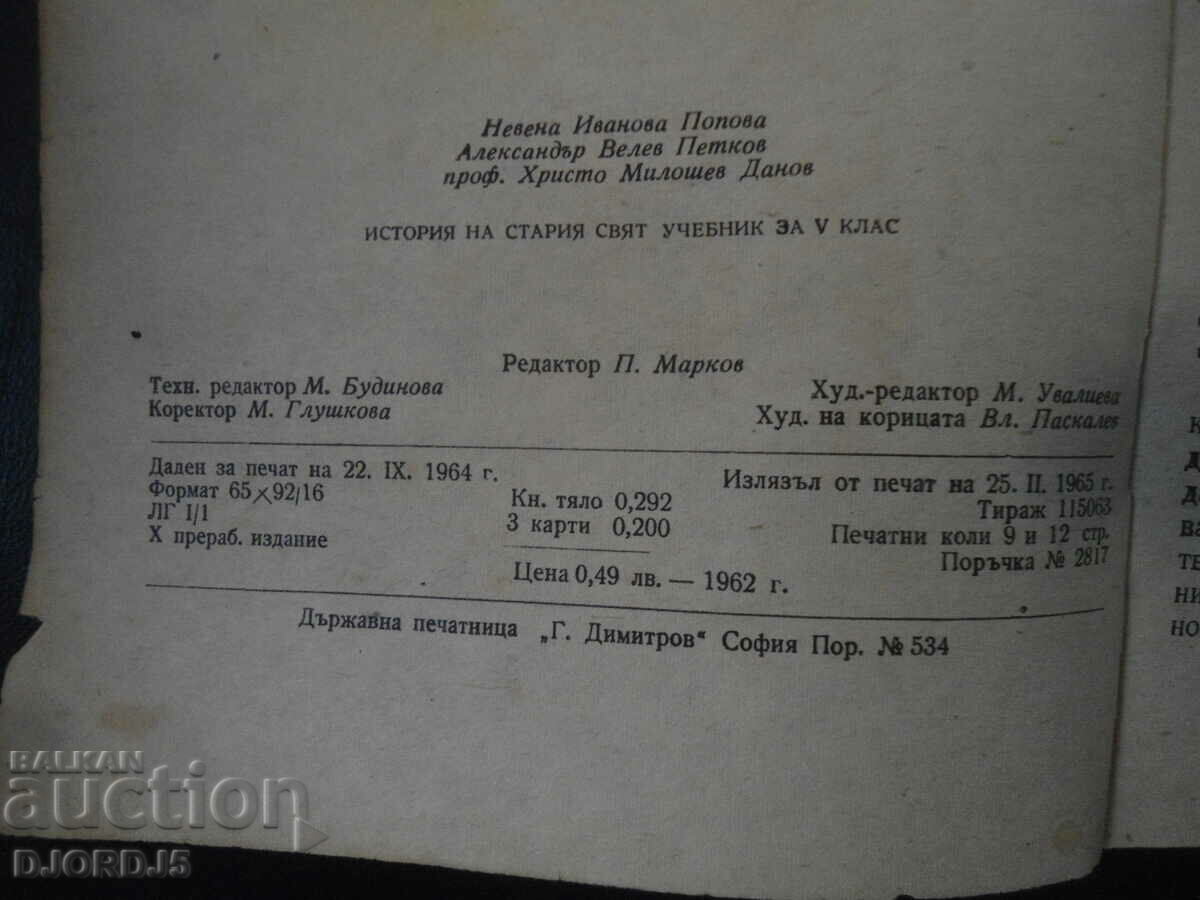 Невена Иванова Попова
Александър Велев Петков
проф. Христо Милошев Данов
ИСТОРИЯ НА СТАРИЯ СВЯТ УЧЕБНИК ЗА V КЛАС
Редактор П. Марков
Техн. редактор М. Будинова
Коректор М. Глушкова
Худ.-редактор М. Увалиева
Худ. на корицата Вл. Паскалев
Даден за печат на 22. IX. 1964 г.
Формат 65×92/16
ЛГ I/1
X прераб. издание
Кн. тяло 0,292
3 карти 0,200
Цена 0,49 лв. — 1962 г.
Излязъл от печат на 25. II. 1965 г.
Тираж 115063
Печатни коли 9 и 12 стр.
Поръчка № 2817
Държавна печатница „Г. Димитров“ София Пор. № 534
BALKAN
auction
DJORDJ5